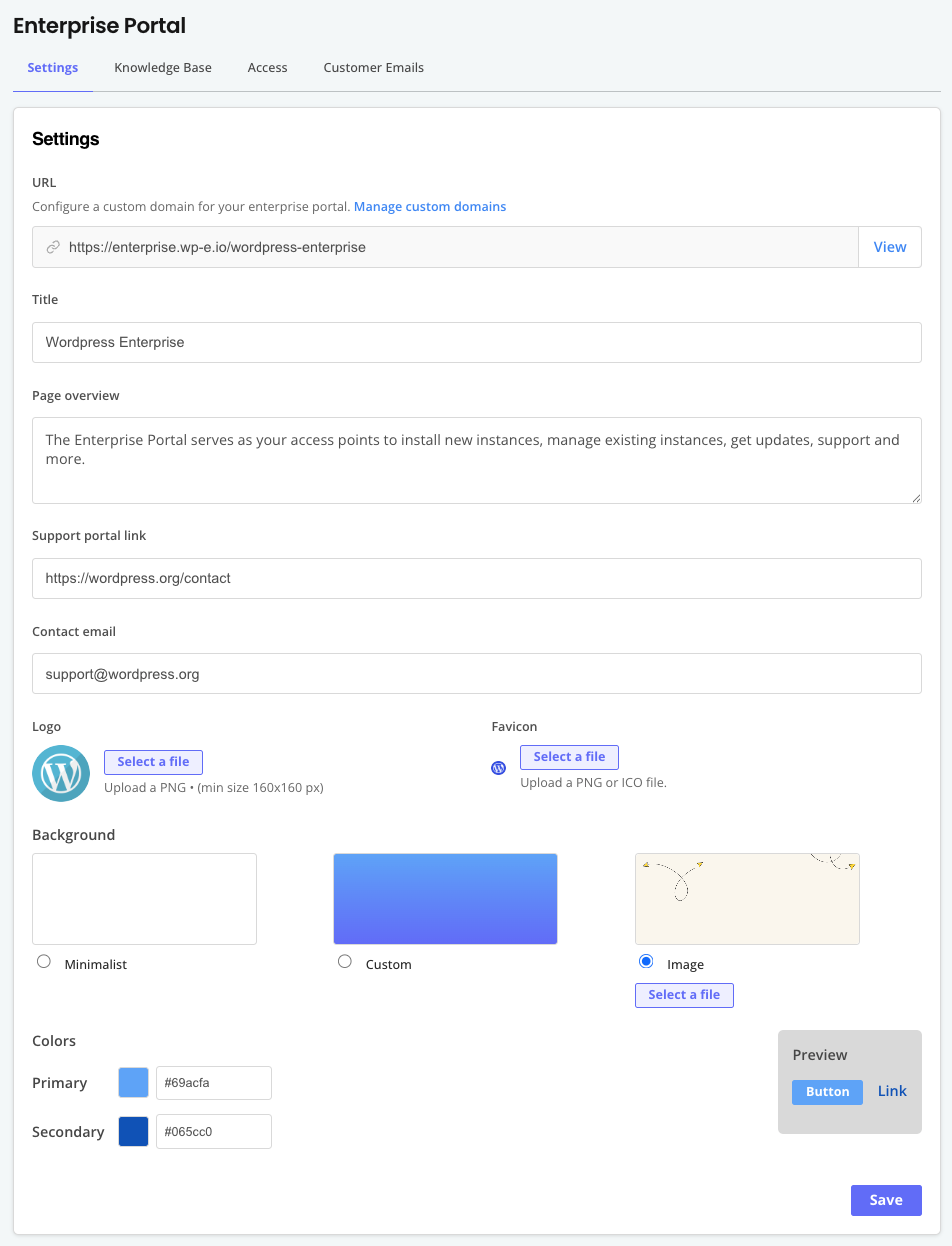 Enterprise Portal
Settings Knowledge Base Access Customer Emails
Settings
URL
Configure a custom domain for your enterprise portal. Manage custom domains
https://enterprise.wp-e.io/wordpress-enterprise View
Title
Wordpress Enterprise
Page overview
The Enterprise Portal serves as your access points to install new instances, manage existing instances, get updates, support and
more.
Support portal link
https://wordpress.org/contact
Contact email
support@wordpress.org
Logo Favicon
Select a file Select a file
Upload a PNG • (min size 160x160 px) Upload a PNG or ICO file.
Background
Minimalist Custom Image
Select a file
Colors
Preview
Primary #69acfa
Button Link
Secondary #065cc0
Save